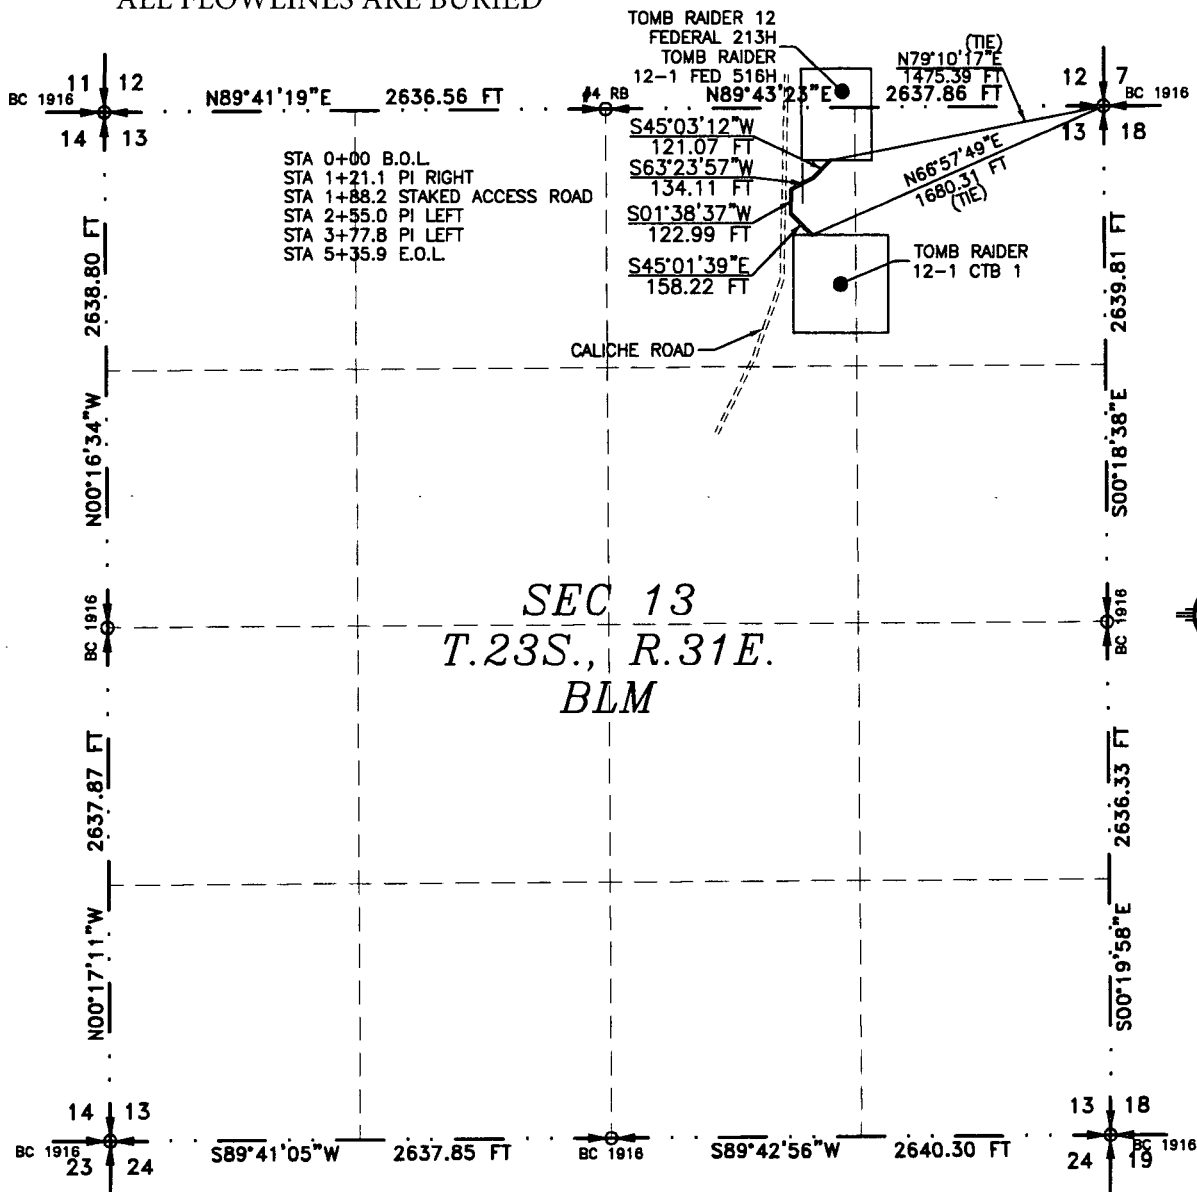 ALL FLOWLINES ARE BURIED
TOMB RAIDER 12
FEDERAL 213H
TOMB RAIDER
12-1 FED 516H
(TIE)
N79°10'17"E
1475.39 FT
11 12
BC 1916
14 13
N89°41'19"E 2636.56 FT
#4 RB
N89°43'23"E 2637.86 FT
12 7
BC 1916
13 18
STA 0+00 B.O.L.
STA 1+21.1 PI RIGHT
STA 1+88.2 STAKED ACCESS ROAD
STA 2+55.0 PI LEFT
STA 3+77.8 PI LEFT
STA 5+35.9 E.O.L.
S45°03'12"W
121.07 FT
S63°23'57"W
134.11 FT
S01°38'37"W
122.99 FT
S45°01'39"E
158.22 FT
N66°57'49"E
1680.31 FT
(TIE)
TOMB RAIDER
12-1 CTB 1
CALICHE ROAD
N00°16'34"W 2638.80 FT
S00°18'38"E 2639.81 FT
BC 1916
BC 1916
SEC 13
T.23S., R.31E.
BLM
N00°17'11"W 2637.87 FT
S00°19'58"E 2636.33 FT
14 13
BC 1916
23 24
S89°41'05"W 2637.85 FT
BC 1916
S89°42'56"W 2640.30 FT
13 18
BC 1916
24 19